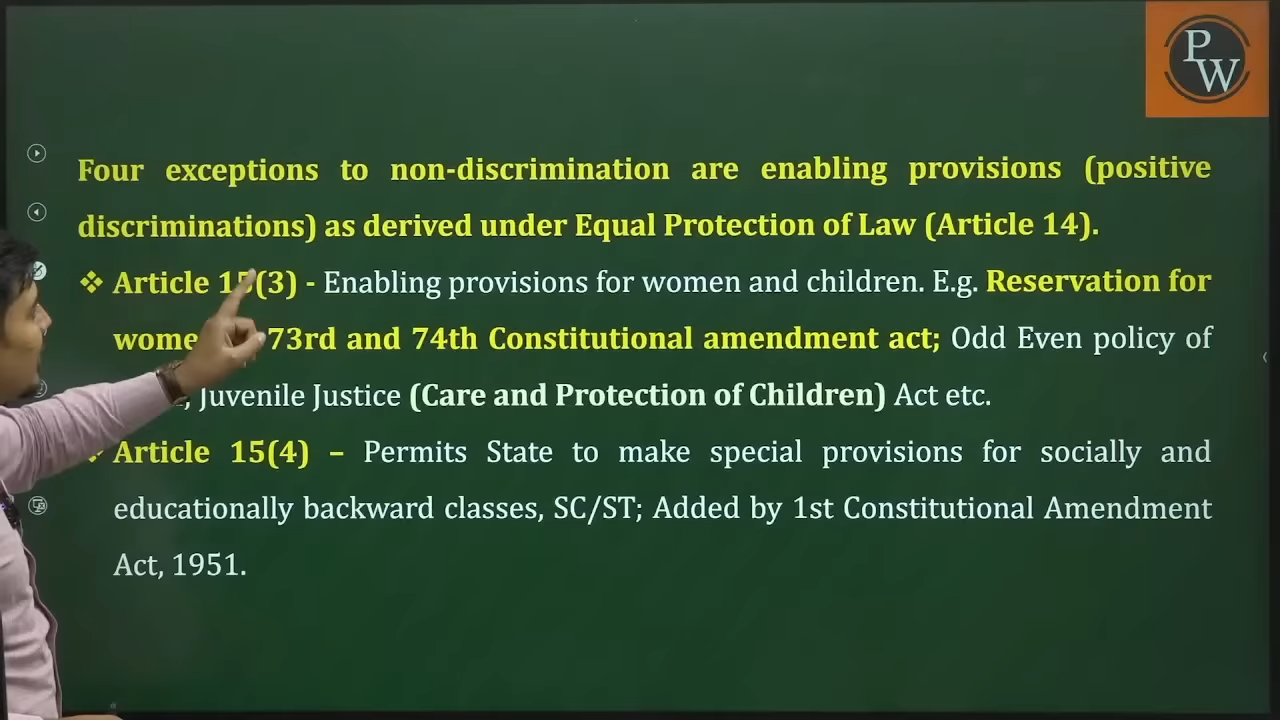 PW
Four exceptions to non-discrimination are enabling provisions (positive
discriminations) as derived under Equal Protection of Law (Article 14).
❖ Article 15(3) - Enabling provisions for women and children. E.g. Reservation for
73rd and 74th Constitutional amendment act; Odd Even policy of
Juvenile Justice (Care and Protection of Children) Act etc.
Article 15(4) – Permits State to make special provisions for socially and
educationally backward classes, SC/ST; Added by 1st Constitutional Amendment
Act, 1951.